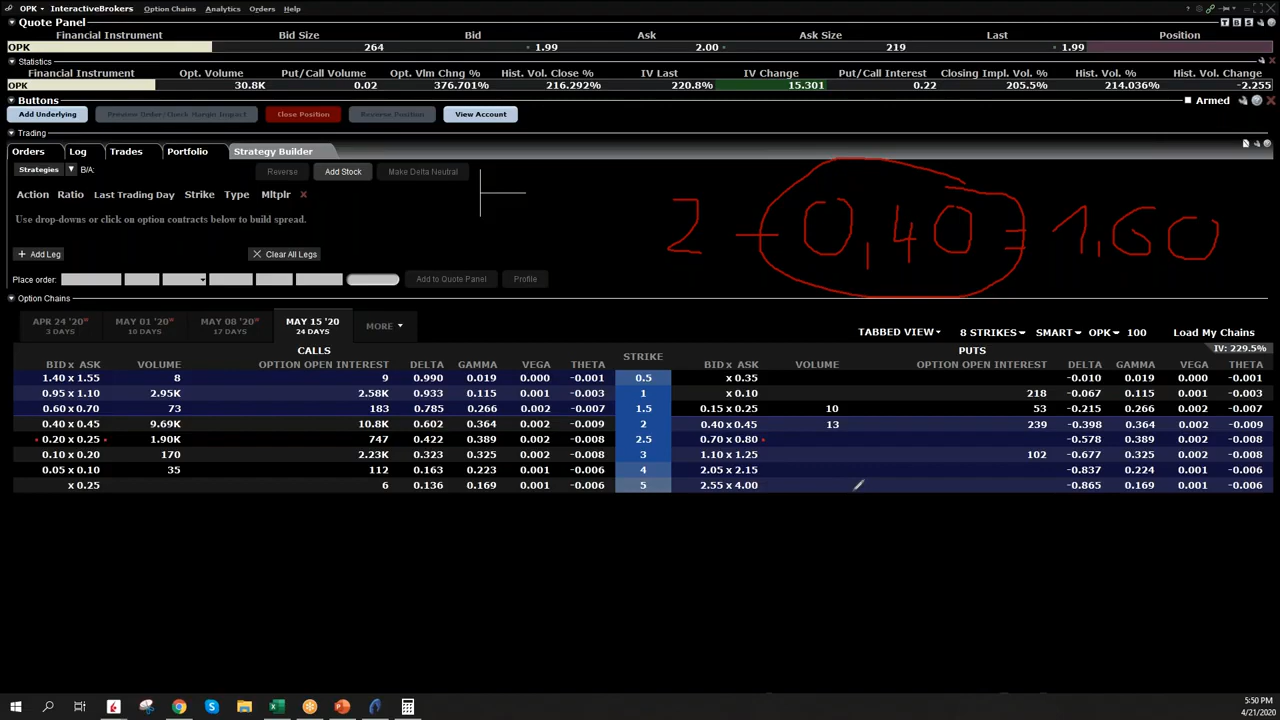 OPK InteractiveBrokers Option Chains Analytics Orders Help
Quote Panel
Financial Instrument Bid Size Bid Ask Ask Size Last Position
OPK 264 1.99 2.00 219 1.99
Statistics
Financial Instrument Opt. Volume Put/Call Volume Opt. Vlm Chng % Hist. Vol. Close % IV Last IV Change Put/Call Interest Closing Impl. Vol. % Hist. Vol. % Hist. Vol. Change
OPK 30.8K 0.02 376.701% 216.292% 220.8% 15.301 0.22 205.5% 214.036% -2.255
Buttons Armed
Add Underlying Preview Order/Check Margin Impact Close Position Reverse Position View Account
Trading
Orders Log Trades Portfolio Strategy Builder
Strategies B/A: Reverse Add Stock Make Delta Neutral
Action Ratio Last Trading Day Strike Type Mltplr
Use drop-downs or click on option contracts below to build spread.
2 - 0,40 = 1,60
+ Add Leg Clear All Legs
Place order: Add to Quote Panel Profile
Option Chains
APR 24 '20 MAY 01 '20 MAY 08 '20 MAY 15 '20 MORE TABBED VIEW 8 STRIKES SMART OPK 100 Load My Chains
3 DAYS 10 DAYS 17 DAYS 24 DAYS
IV: 229.5%
CALLS STRIKE PUTS
BID x ASK VOLUME OPTION OPEN INTEREST DELTA GAMMA VEGA THETA BID x ASK VOLUME OPTION OPEN INTEREST DELTA GAMMA VEGA THETA
1.40 x 1.55 8 9 0.990 0.019 0.000 -0.001 0.5 x 0.35 -0.010 0.019 0.000 -0.001
0.95 x 1.10 2.95K 2.58K 0.933 0.115 0.001 -0.003 1 x 0.10 218 -0.067 0.115 0.001 -0.003
0.60 x 0.70 73 183 0.785 0.266 0.002 -0.007 1.5 0.15 x 0.25 10 53 -0.215 0.266 0.002 -0.007
0.40 x 0.45 9.69K 10.8K 0.602 0.364 0.002 -0.009 2 0.40 x 0.45 13 239 -0.398 0.364 0.002 -0.009
0.20 x 0.25 1.90K 747 0.422 0.389 0.002 -0.008 2.5 0.70 x 0.80 -0.578 0.389 0.002 -0.008
0.10 x 0.20 170 2.23K 0.323 0.325 0.002 -0.008 3 1.10 x 1.25 102 -0.677 0.325 0.002 -0.008
0.05 x 0.10 35 112 0.163 0.223 0.001 -0.006 4 2.05 x 2.15 -0.837 0.224 0.001 -0.006
x 0.25 6 0.136 0.169 0.001 -0.006 5 2.55 x 4.00 -0.865 0.169 0.001 -0.006
5:50 PM
4/21/2020